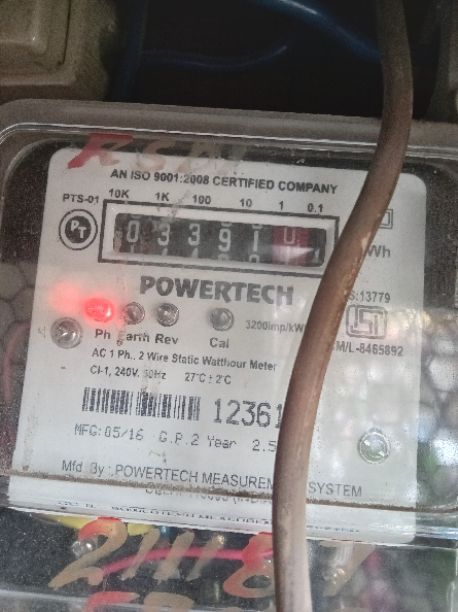 AN ISO 9001:2008 CERTIFIED COMPANY
PTS-01 10K 1K 100 10 1 0.1
PT
0 3 3 9 1 0
Wh
POWERTECH
:13779
Ph Earth Rev Cal 3200imp/kW
M/L-8465892
AC 1 Ph., 2 Wire Static Watthour Meter
Cl-1, 240V, 50Hz 27°C ± 2°C
12361
MFG:05/16 G.P.2 Year 2.5
Mfd By : POWERTECH MEASUREM SYSTEM